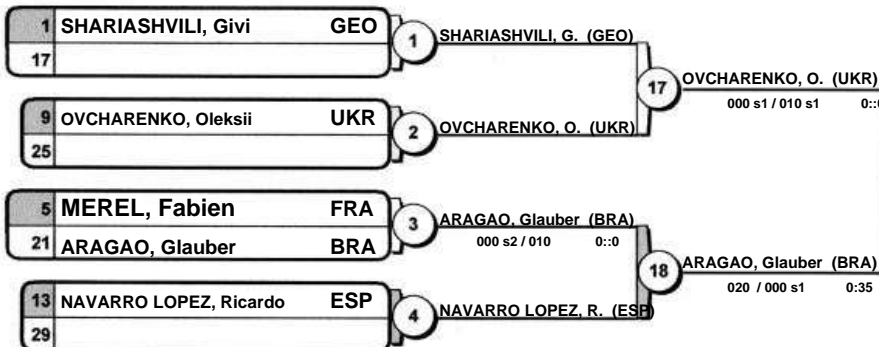 1 SHARIASHVILI, Givi GEO
17
1
SHARIASHVILI, G. (GEO)
9 OVCHARENKO, Oleksii UKR
25
2
OVCHARENKO, O. (UKR)
17
OVCHARENKO, O. (UKR)
000 s1 / 010 s1
5 MEREL, Fabien FRA
21 ARAGAO, Glauber BRA
3
ARAGAO, Glauber (BRA)
000 s2 / 010 0::0
13 NAVARRO LOPEZ, Ricardo ESP
29
4
NAVARRO LOPEZ, R. (ESP)
18
ARAGAO, Glauber (BRA)
020 / 000 s1 0:35